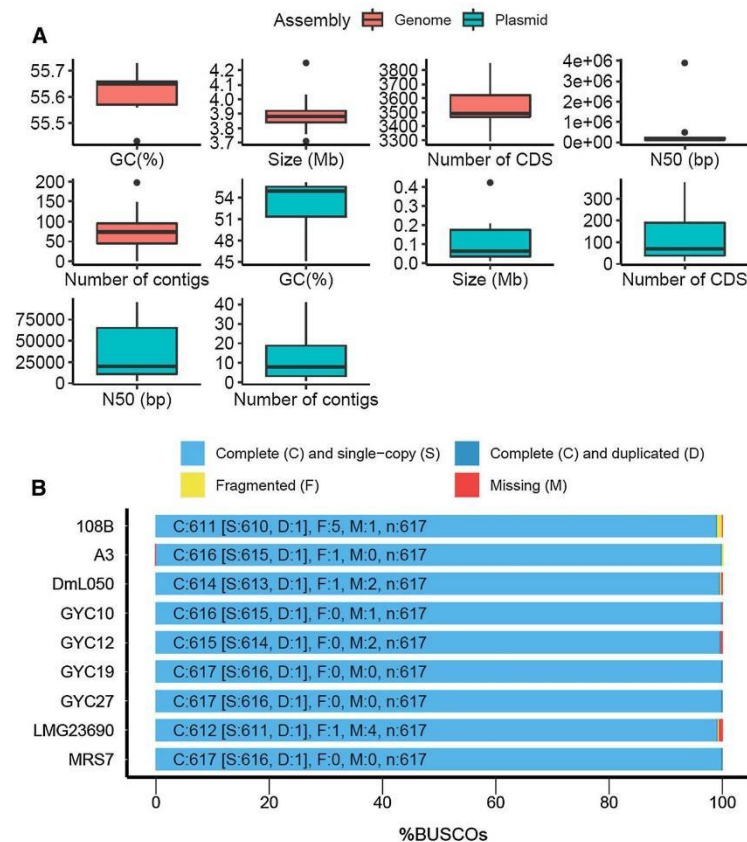 Assembly Genome Plasmid
A
55.7
55.6
55.5
GC(%)
4.2
4.1
4.0
3.9
3.8
3.7
Size (Mb)
3800
3700
3600
3500
3400
3300
Number of CDS
4e+06
3e+06
2e+06
1e+06
0e+00
N50 (bp)
200
150
100
50
0
Number of contigs
54
51
48
45
GC(%)
0.4
0.3
0.2
0.1
0.0
Size (Mb)
300
200
100
0
Number of CDS
75000
50000
25000
0
N50 (bp)
40
30
20
10
0
Number of contigs
Complete (C) and single−copy (S) Complete (C) and duplicated (D)
Fragmented (F) Missing (M)
B
108B C:611 [S:610, D:1], F:5, M:1, n:617
A3 C:616 [S:615, D:1], F:1, M:0, n:617
DmL050 C:614 [S:613, D:1], F:1, M:2, n:617
GYC10 C:616 [S:615, D:1], F:0, M:1, n:617
GYC12 C:615 [S:614, D:1], F:0, M:2, n:617
GYC19 C:617 [S:616, D:1], F:0, M:0, n:617
GYC27 C:617 [S:616, D:1], F:0, M:0, n:617
LMG23690 C:612 [S:611, D:1], F:1, M:4, n:617
MRS7 C:617 [S:616, D:1], F:0, M:0, n:617
0 20 40 60 80 100
%BUSCOs